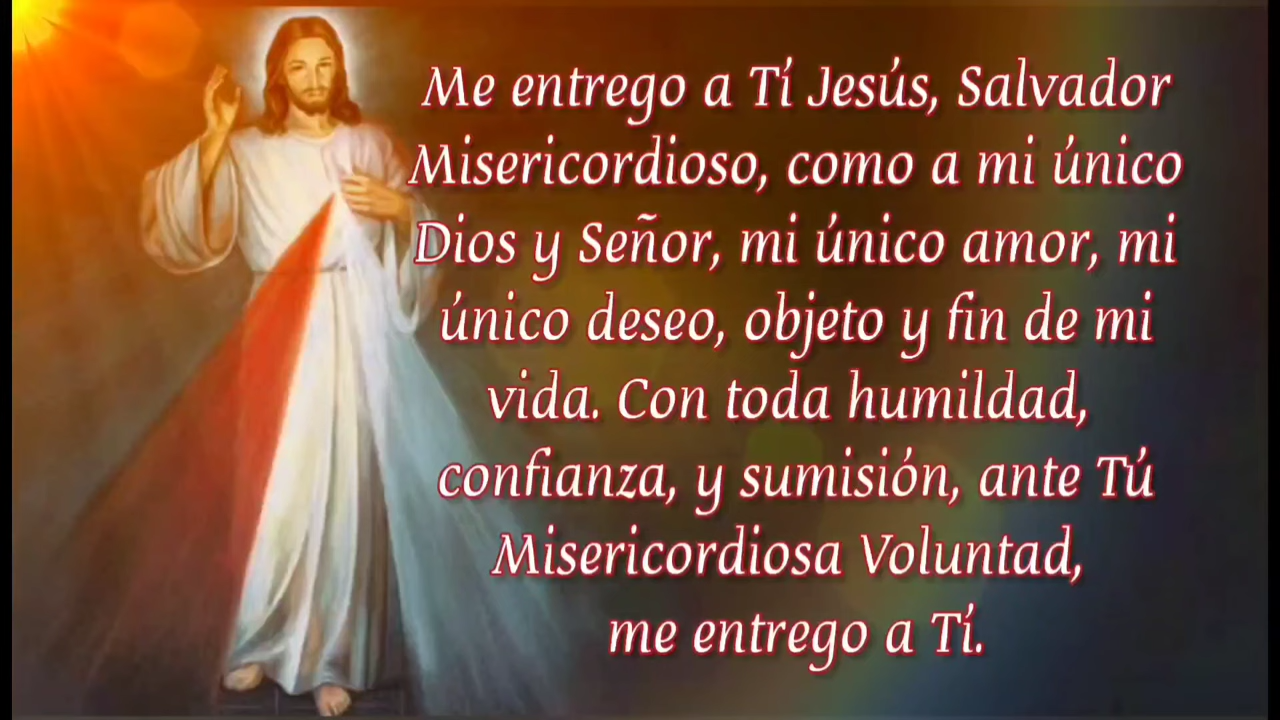 Me entrego a Tí Jesús, Salvador
Misericordioso, como a mi único
Dios y Señor, mi único amor, mi
único deseo, objeto y fin de mi
vida. Con toda humildad,
confianza, y sumisión, ante Tú
Misericordiosa Voluntad,
me entrego a Tí.